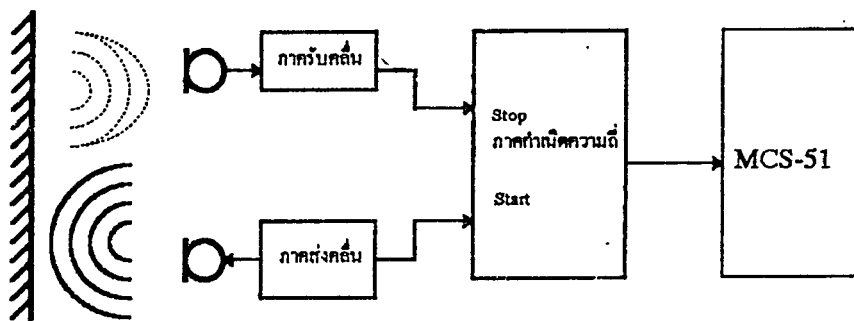 ภาครับคลื่น
Stop
ภาคกำเนิดความถี่
MCS-51
Start
ภาคส่งคลื่น